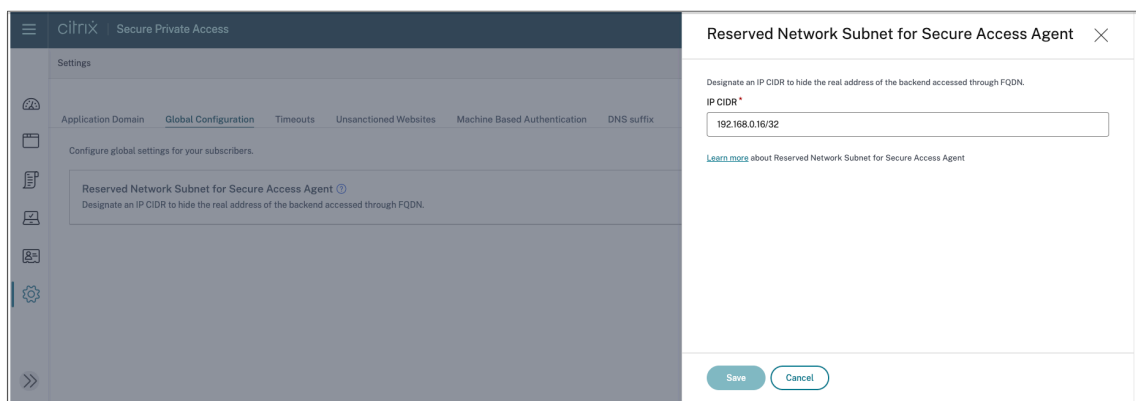 citrix | Secure Private Access
Settings
Application Domain Global Configuration Timeouts Unsanctioned Websites Machine Based Authentication DNS suffix
Configure global settings for your subscribers.
Reserved Network Subnet for Secure Access Agent ?
Designate an IP CIDR to hide the real address of the backend accessed through FQDN.
Reserved Network Subnet for Secure Access Agent
Designate an IP CIDR to hide the real address of the backend accessed through FQDN.
IP CIDR *
192.168.0.16/32
Learn more about Reserved Network Subnet for Secure Access Agent
Save Cancel